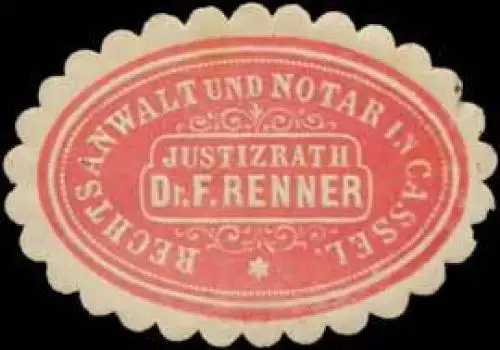 RECHTSANWALT UND NOTAR IN CASSEL.
JUSTIZRATH
Dr. F. RENNER